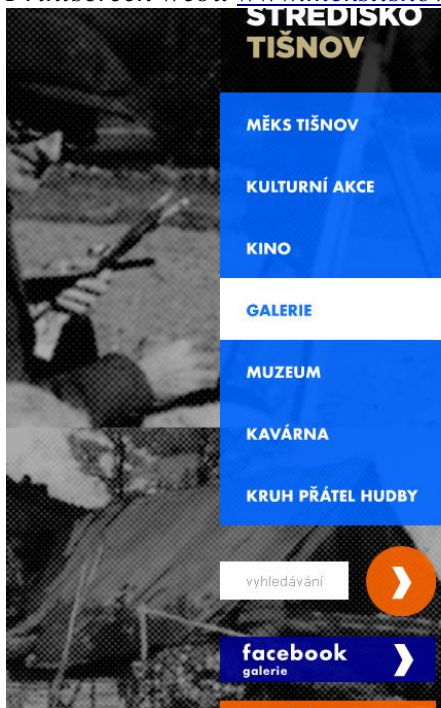 STŘEDISKO
TIŠNOV
MĚKS TIŠNOV
KULTURNÍ AKCE
KINO
GALERIE
MUZEUM
KAVÁRNA
KRUH PŘÁTEL HUDBY
vyhledávání
facebook
galerie